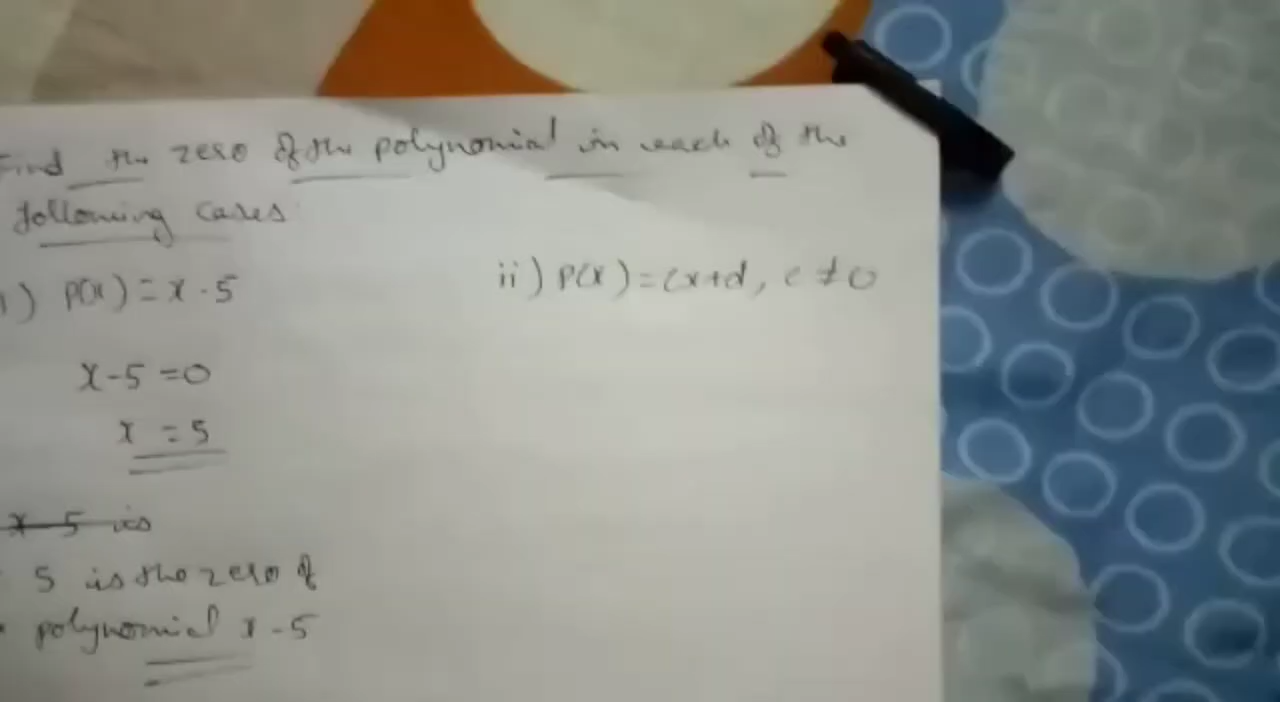 Find the zero of the polynomial in each of the
following cases
i) P(x) = x - 5
ii) P(x) = cx+d, c ≠ 0
x - 5 = 0
x = 5
x - 5 is
5 is the zero of
polynomial x - 5